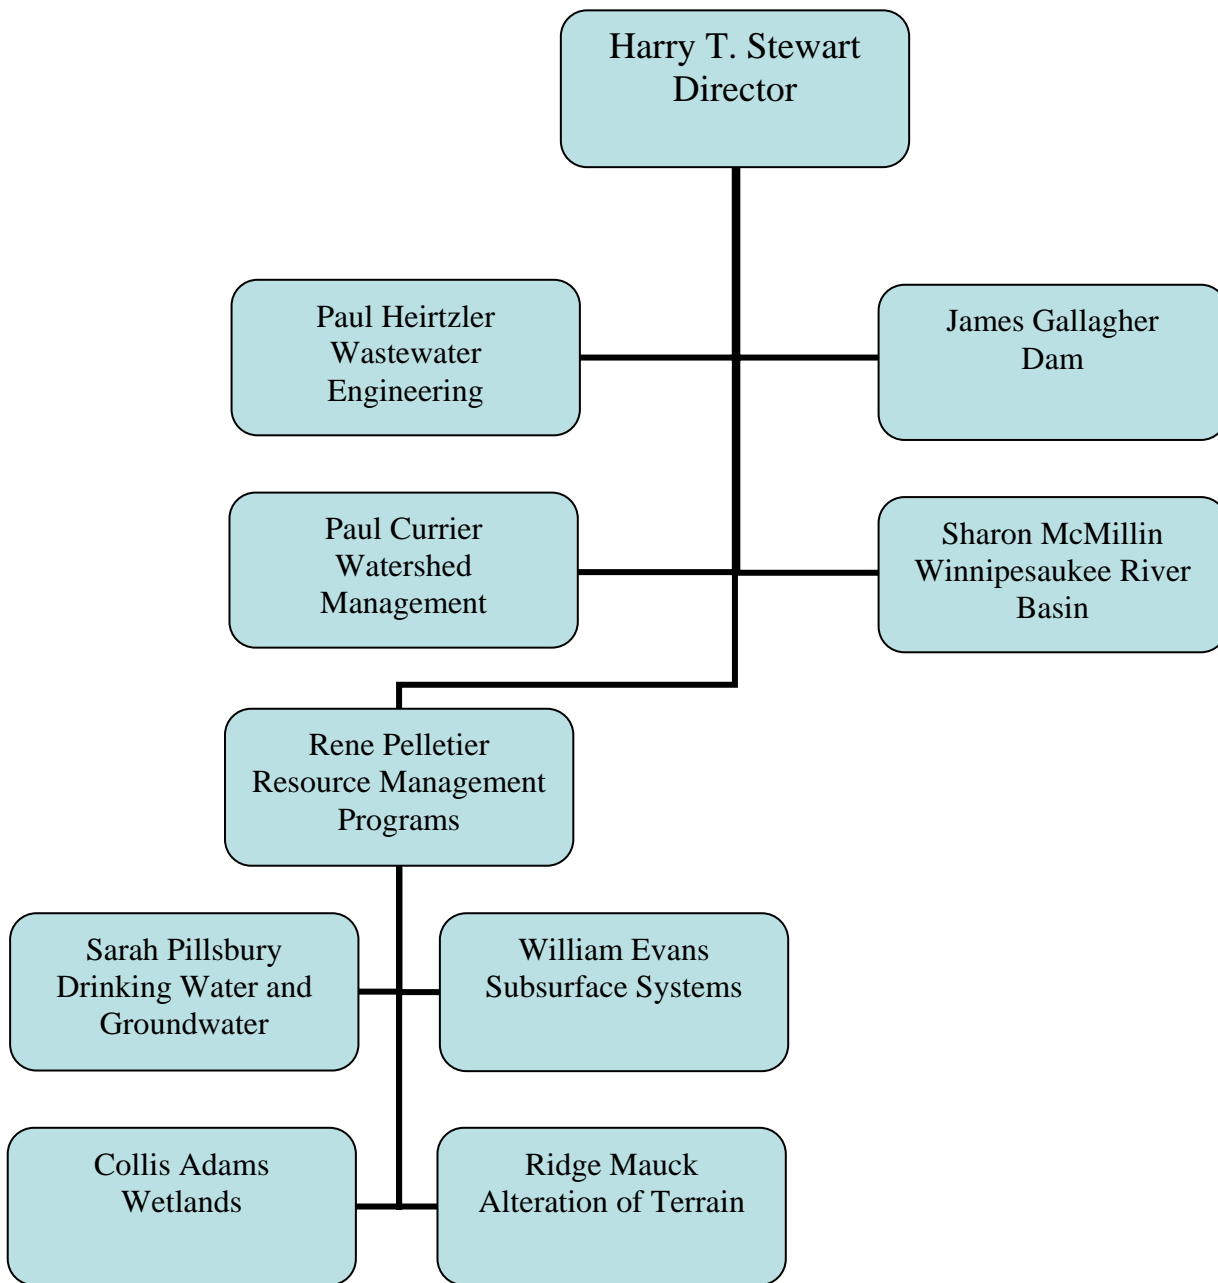 Harry T. Stewart
Director
Paul Heirtzler
Wastewater
Engineering
James Gallagher
Dam
Paul Currier
Watershed
Management
Sharon McMillin
Winnipesaukee River
Basin
Rene Pelletier
Resource Management
Programs
Sarah Pillsbury
Drinking Water and
Groundwater
William Evans
Subsurface Systems
Collis Adams
Wetlands
Ridge Mauck
Alteration of Terrain